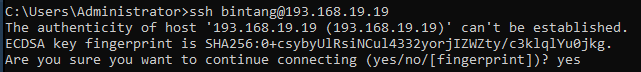 C:\Users\Administrator>ssh bintang@193.168.19.19
The authenticity of host '193.168.19.19 (193.168.19.19)' can't be established.
ECDSA key fingerprint is SHA256:0+csybyUlRsiNCul4332yorjIZWZty/c3klqlYu0jkg.
Are you sure you want to continue connecting (yes/no/[fingerprint])? yes